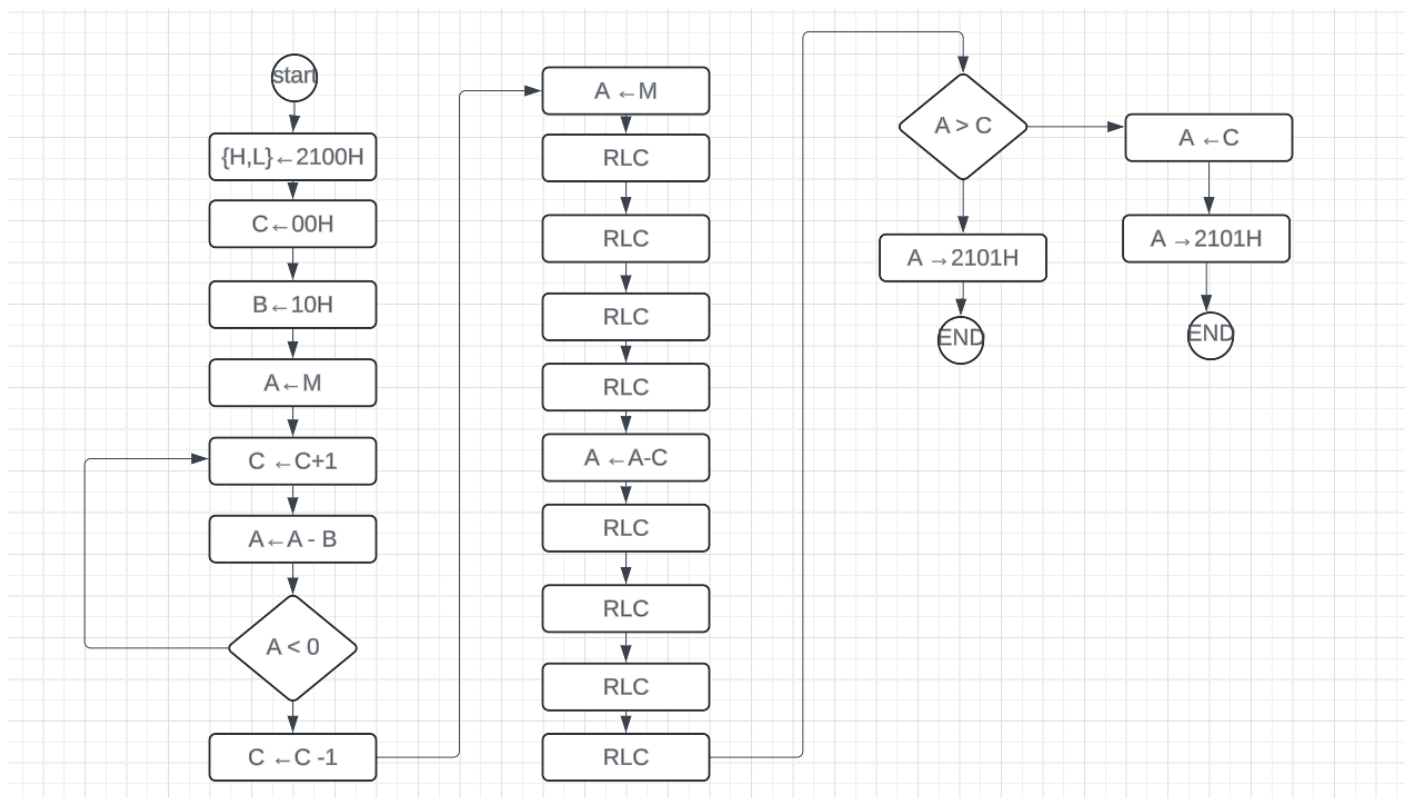 start
{H,L}←2100H
C←00H
B←10H
A←M
C ←C+1
A←A - B
A < 0
C ←C -1
A ←M
RLC
RLC
RLC
RLC
A ←A-C
RLC
RLC
RLC
RLC
A > C
A →2101H
END
A ←C
A →2101H
END